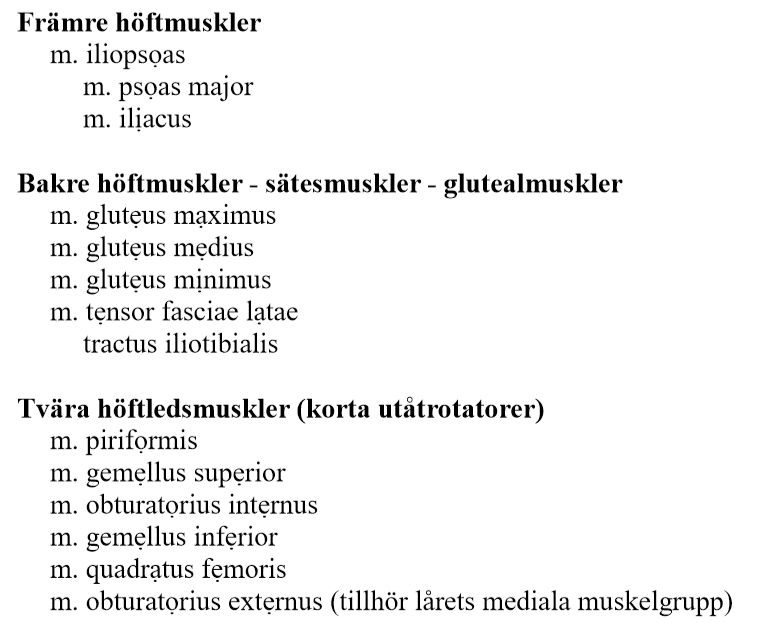 Främre höftmuskler
m. iliopsọas
m. psọas major
m. ilịacus
Bakre höftmuskler - sätesmuskler - glutealmuskler
m. glutẹus mạximus
m. glutẹus mẹdius
m. glutẹus mịnimus
m. tẹnsor fasciae lạtae
tractus iliotibialis
Tvära höftledsmuskler (korta utåtrotatorer)
m. pirifọrmis
m. gemẹllus supẹrior
m. obturatọrius intẹrnus
m. gemẹllus infẹrior
m. quadrạtus fẹmoris
m. obturatọrius extẹrnus (tillhör lårets mediala muskelgrupp)